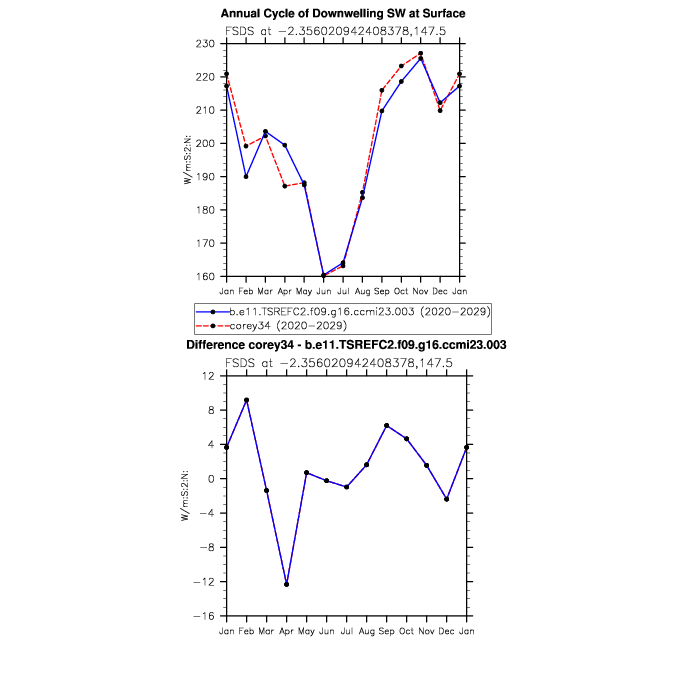 Annual Cycle of Downwelling SW at Surface
FSDS at -2.356020942408378,147.5
230
220
210
200
190
180
170
160
W/m:S:2:N:
Jan Feb Mar Apr May Jun Jul Aug Sep Oct Nov Dec Jan
b.e11.TSREFC2.f09.g16.ccmi23.003 (2020-2029)
corey34 (2020-2029)
Difference corey34 - b.e11.TSREFC2.f09.g16.ccmi23.003
FSDS at -2.356020942408378,147.5
12
8
4
0
-4
-8
-12
-16
W/m:S:2:N:
Jan Feb Mar Apr May Jun Jul Aug Sep Oct Nov Dec Jan